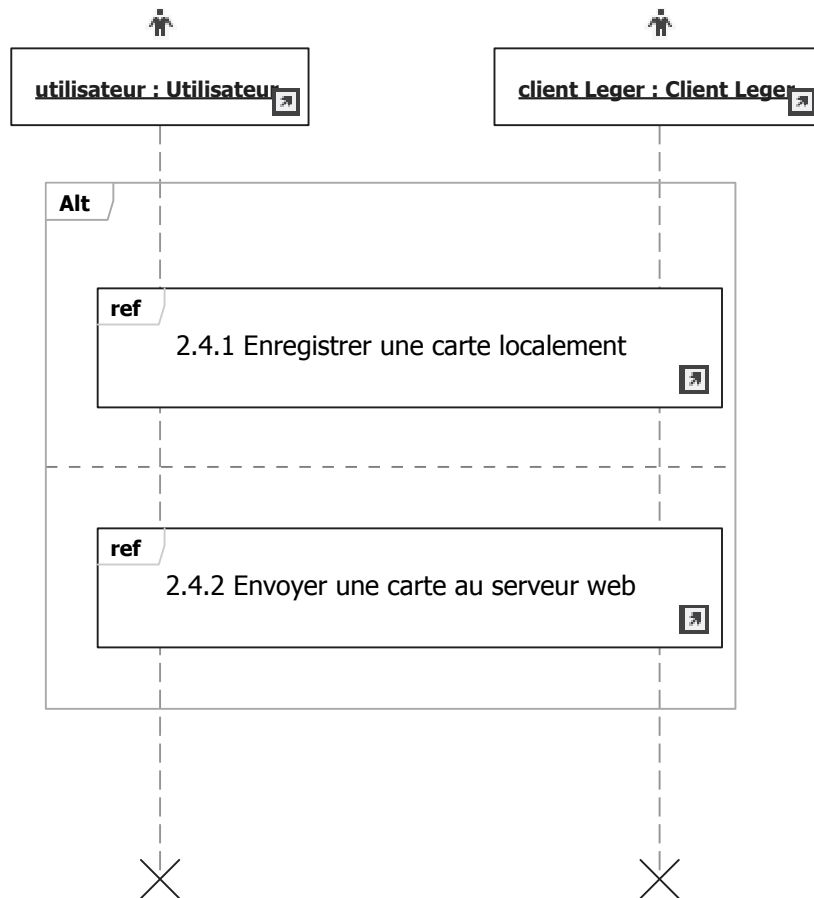 utilisateur : Utilisateur
client Leger : Client Leger
Alt
ref
2.4.1 Enregistrer une carte localement
ref
2.4.2 Envoyer une carte au serveur web